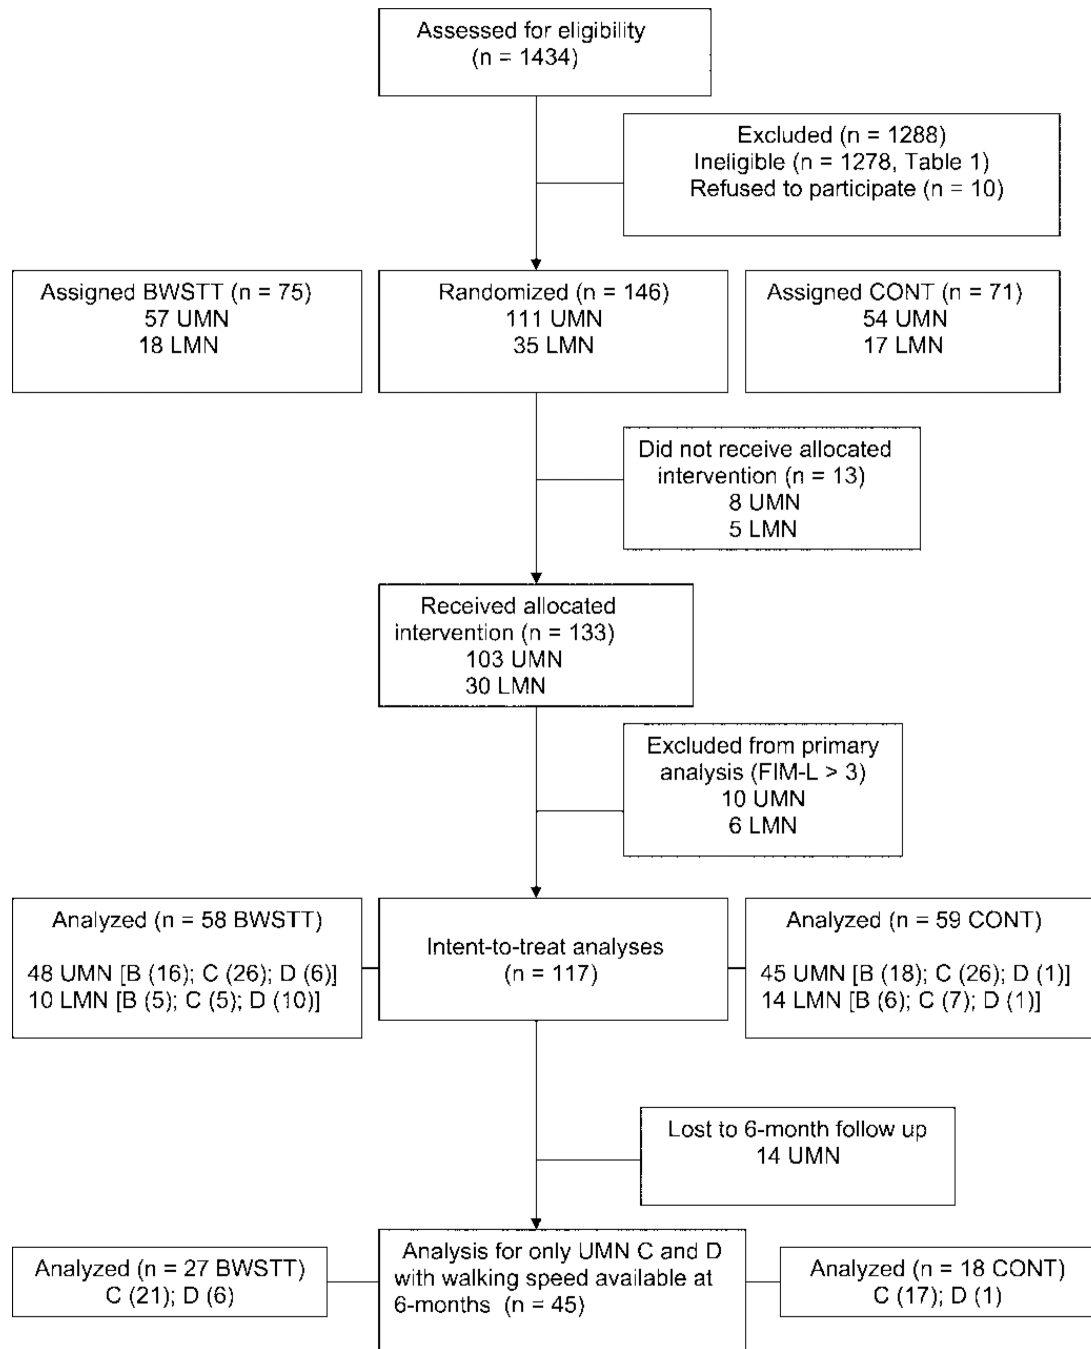 Assessed for eligibility
(n = 1434)
Excluded (n = 1288)
Ineligible (n = 1278, Table 1)
Refused to participate (n = 10)
Assigned BWSTT (n = 75)
57 UMN
18 LMN
Randomized (n = 146)
111 UMN
35 LMN
Assigned CONT (n = 71)
54 UMN
17 LMN
Did not receive allocated
intervention (n = 13)
8 UMN
5 LMN
Received allocated
intervention (n = 133)
103 UMN
30 LMN
Excluded from primary
analysis (FIM-L > 3)
10 UMN
6 LMN
Analyzed (n = 58 BWSTT)
48 UMN [B (16); C (26); D (6)]
10 LMN [B (5); C (5); D (10)]
Intent-to-treat analyses
(n = 117)
Analyzed (n = 59 CONT)
45 UMN [B (18); C (26); D (1)]
14 LMN [B (6); C (7); D (1)]
Lost to 6-month follow up
14 UMN
Analyzed (n = 27 BWSTT)
C (21); D (6)
Analysis for only UMN C and D
with walking speed available at
6-months (n = 45)
Analyzed (n = 18 CONT)
C (17); D (1)